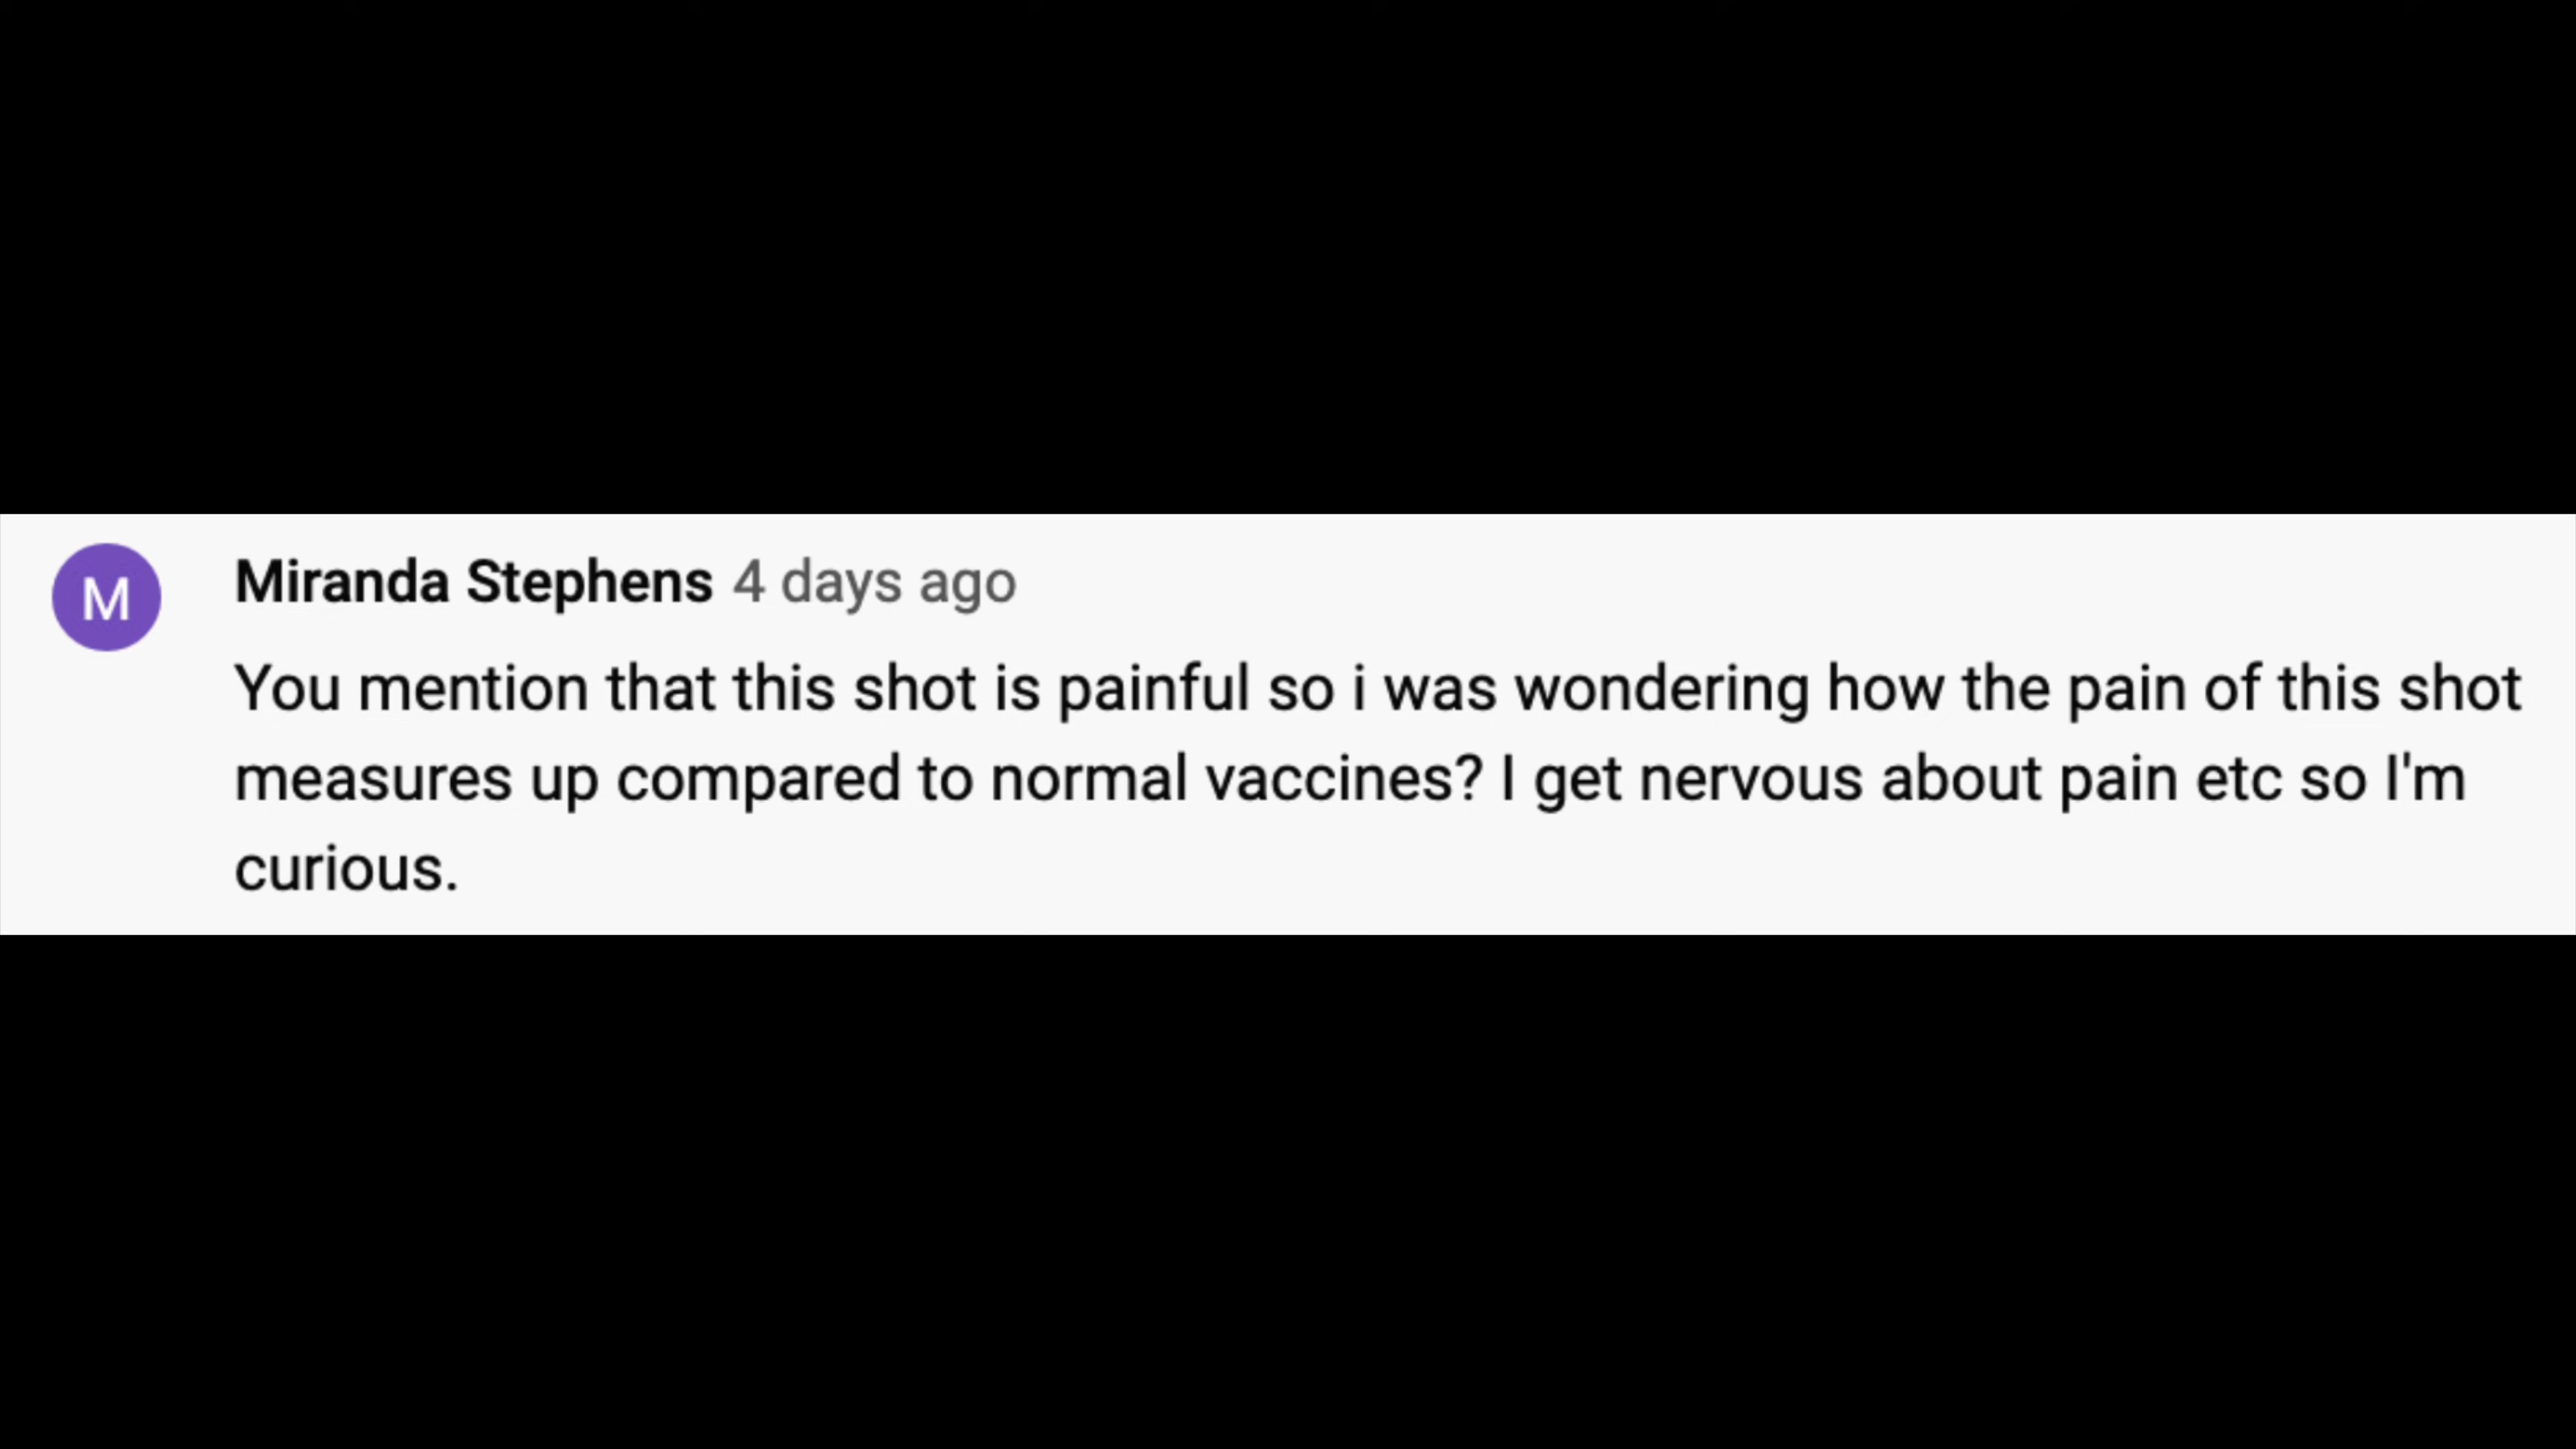 M
Miranda Stephens 4 days ago
You mention that this shot is painful so i was wondering how the pain of this shot
measures up compared to normal vaccines? I get nervous about pain etc so I'm
curious.